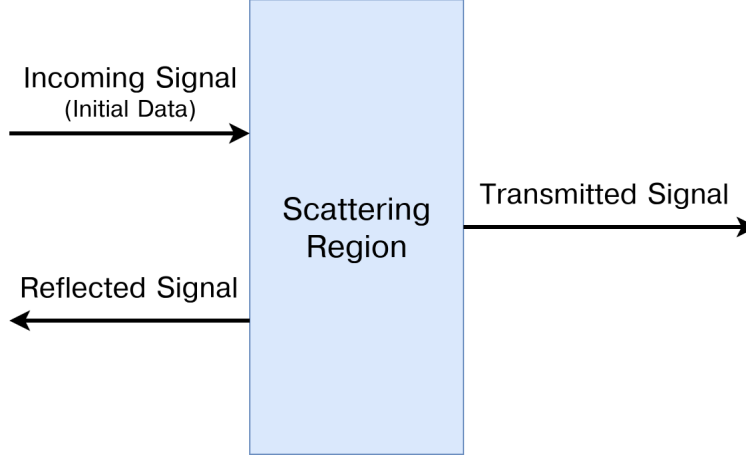 Incoming Signal
(Initial Data)
Transmitted Signal
Scattering
Region
Reflected Signal